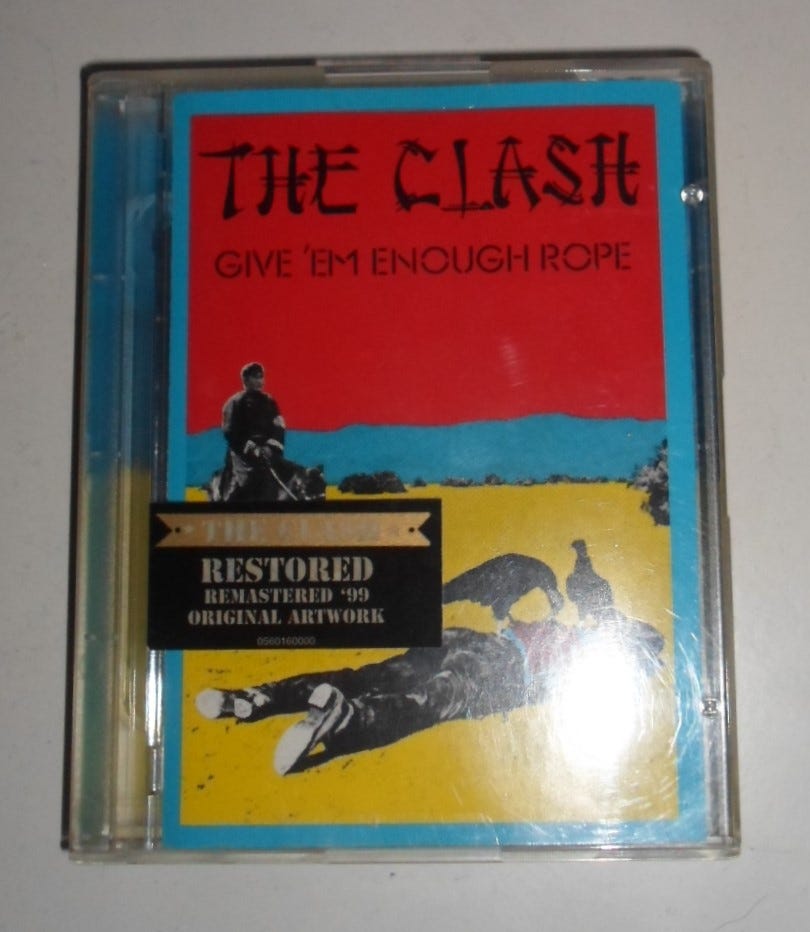 THE CLASH
GIVE 'EM ENOUGH ROPE
THE CLASH
RESTORED
REMASTERED '99
ORIGINAL ARTWORK
0560160000